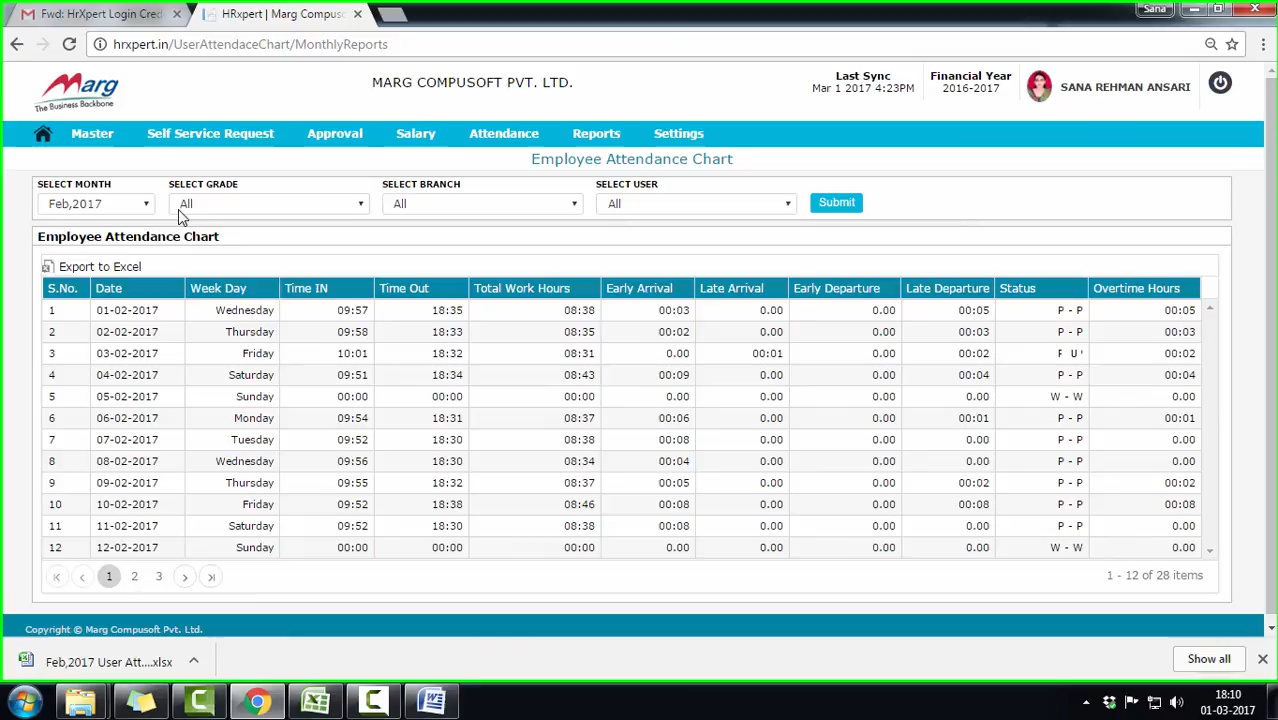 Fwd: HrXpert Login Cred
HRxpert | Marg Compuso
Sana
hrxpert.in/UserAttendaceChart/MonthlyReports
Marg
The Business Backbone
MARG COMPUSOFT PVT. LTD.
Last Sync
Mar 1 2017 4:23PM
Financial Year
2016-2017
SANA REHMAN ANSARI
Master Self Service Request Approval Salary Attendance Reports Settings
Employee Attendance Chart
SELECT MONTH SELECT GRADE SELECT BRANCH SELECT USER
Feb,2017 All All All Submit
Employee Attendance Chart
Export to Excel
S.No. Date Week Day Time IN Time Out Total Work Hours Early Arrival Late Arrival Early Departure Late Departure Status Overtime Hours
1 01-02-2017 Wednesday 09:57 18:35 08:38 00:03 0.00 0.00 00:05 P - P 00:05
2 02-02-2017 Thursday 09:58 18:33 08:35 00:02 0.00 0.00 00:03 P - P 00:03
3 03-02-2017 Friday 10:01 18:32 08:31 0.00 00:01 0.00 00:02 00:02
4 04-02-2017 Saturday 09:51 18:34 08:43 00:09 0.00 0.00 00:04 P - P 00:04
5 05-02-2017 Sunday 00:00 00:00 00:00 0.00 0.00 0.00 0.00 W - W 0.00
6 06-02-2017 Monday 09:54 18:31 08:37 00:06 0.00 0.00 00:01 P - P 00:01
7 07-02-2017 Tuesday 09:52 18:30 08:38 00:08 0.00 0.00 0.00 P - P 0.00
8 08-02-2017 Wednesday 09:56 18:30 08:34 00:04 0.00 0.00 0.00 P - P 0.00
9 09-02-2017 Thursday 09:55 18:32 08:37 00:05 0.00 0.00 00:02 P - P 00:02
10 10-02-2017 Friday 09:52 18:38 08:46 00:08 0.00 0.00 00:08 P - P 00:08
11 11-02-2017 Saturday 09:52 18:30 08:38 00:08 0.00 0.00 0.00 P - P 0.00
12 12-02-2017 Sunday 00:00 00:00 00:00 0.00 0.00 0.00 0.00 W - W 0.00
1 2 3 1 - 12 of 28 items
Copyright © Marg Compusoft Pvt. Ltd.
Feb,2017 User Att....xlsx Show all
18:10
01-03-2017